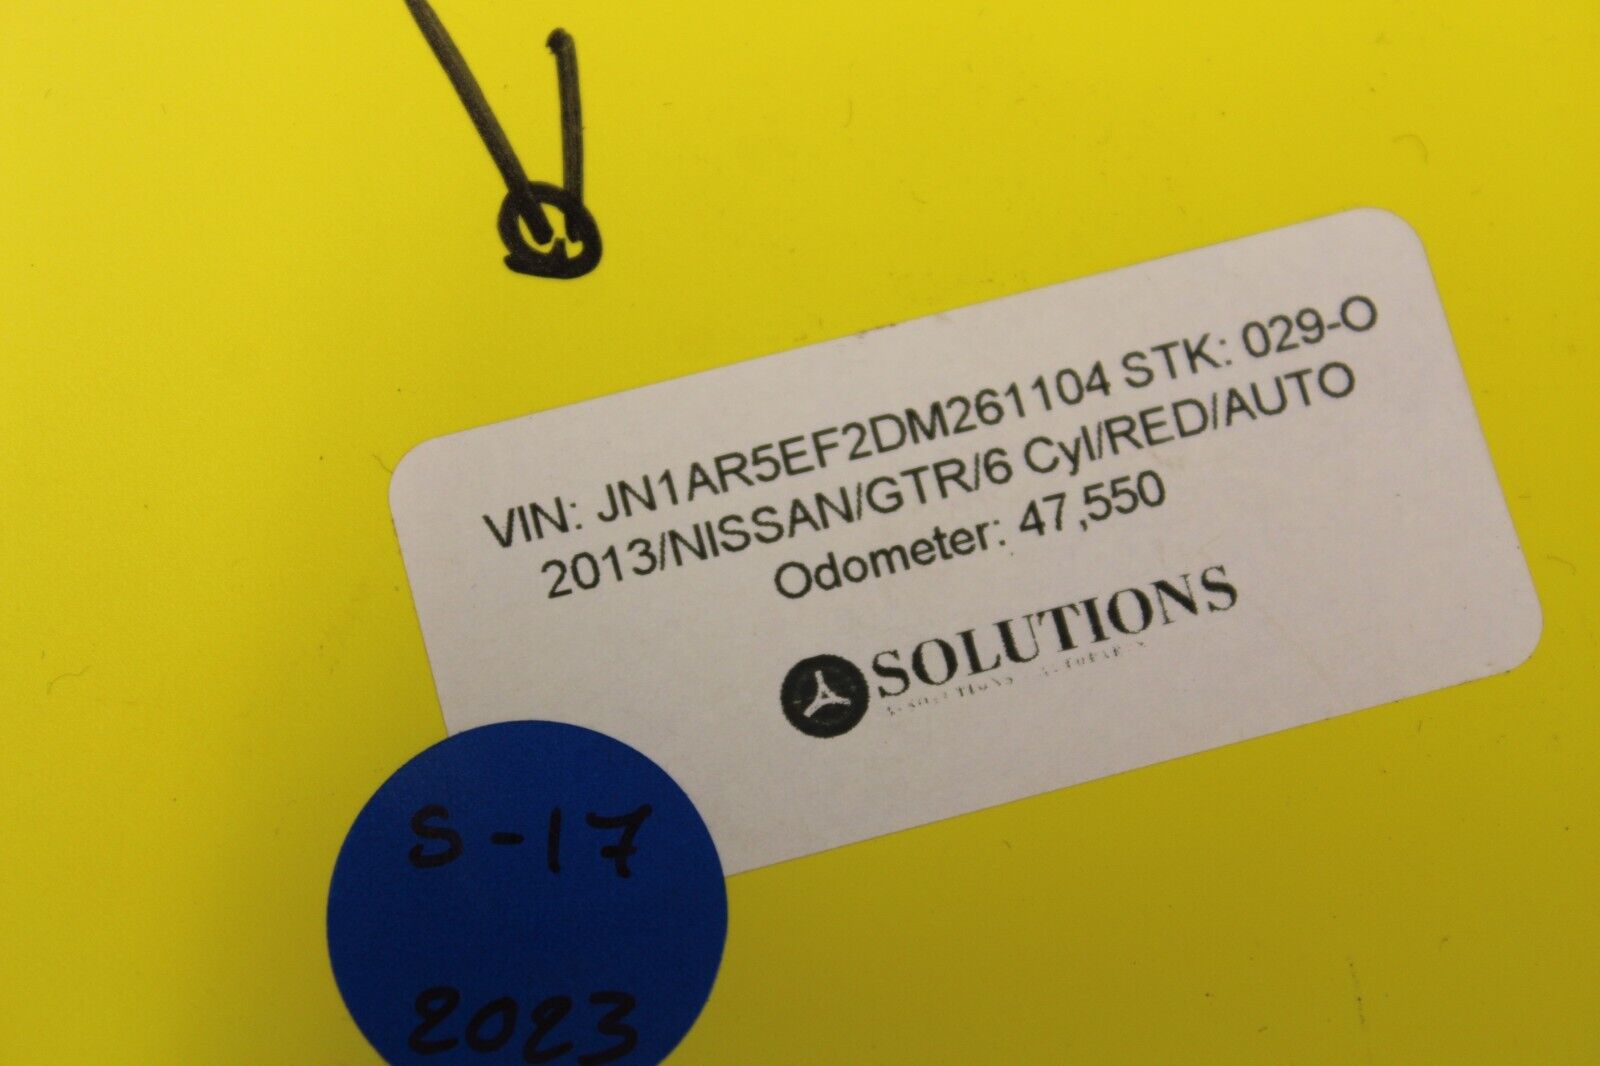 VIN: JN1AR5EF2DM261104 STK: 029-O
2013/NISSAN/GTR/6 Cyl/RED/AUTO
Odometer: 47,550
SOLUTIONS
S-17
2023